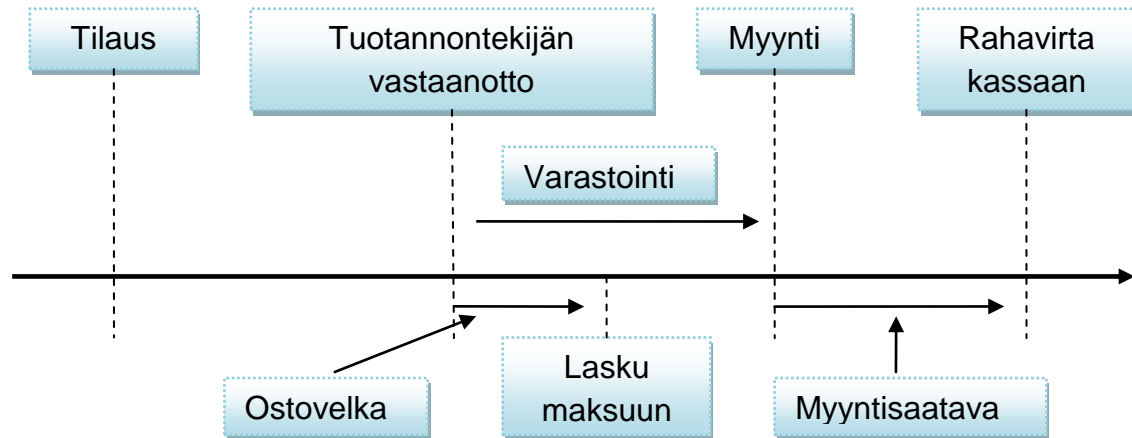 Tilaus
Tuotannontekijän
vastaanotto
Myynti
Rahavirta
kassaan
Varastointi
Ostovelka
Lasku
maksuun
Myyntisaatava